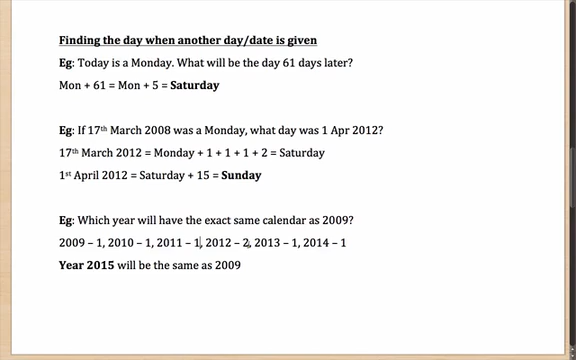 Finding the day when another day/date is given
Eg: Today is a Monday. What will be the day 61 days later?
Mon + 61 = Mon + 5 = Saturday
Eg: If 17th March 2008 was a Monday, what day was 1 Apr 2012?
17th March 2012 = Monday + 1 + 1 + 1 + 2 = Saturday
1st April 2012 = Saturday + 15 = Sunday
Eg: Which year will have the exact same calendar as 2009?
2009 – 1, 2010 – 1, 2011 – 1, 2012 – 2, 2013 – 1, 2014 – 1
Year 2015 will be the same as 2009